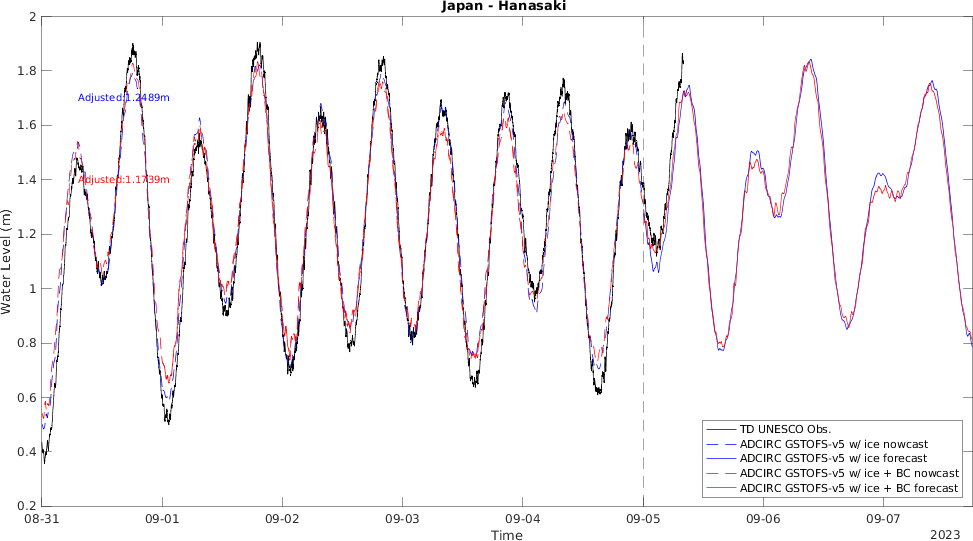 Japan - Hanasaki
2
1.8
1.6
1.4
1.2
1
0.8
0.6
0.4
0.2
Water Level (m)
Adjusted:1.2489m
Adjusted:1.1739m
TD UNESCO Obs.
ADCIRC GSTOFS-v5 w/ ice nowcast
ADCIRC GSTOFS-v5 w/ ice forecast
ADCIRC GSTOFS-v5 w/ ice + BC nowcast
ADCIRC GSTOFS-v5 w/ ice + BC forecast
08-31 09-01 09-02 09-03 09-04 09-05 09-06 09-07
Time
2023